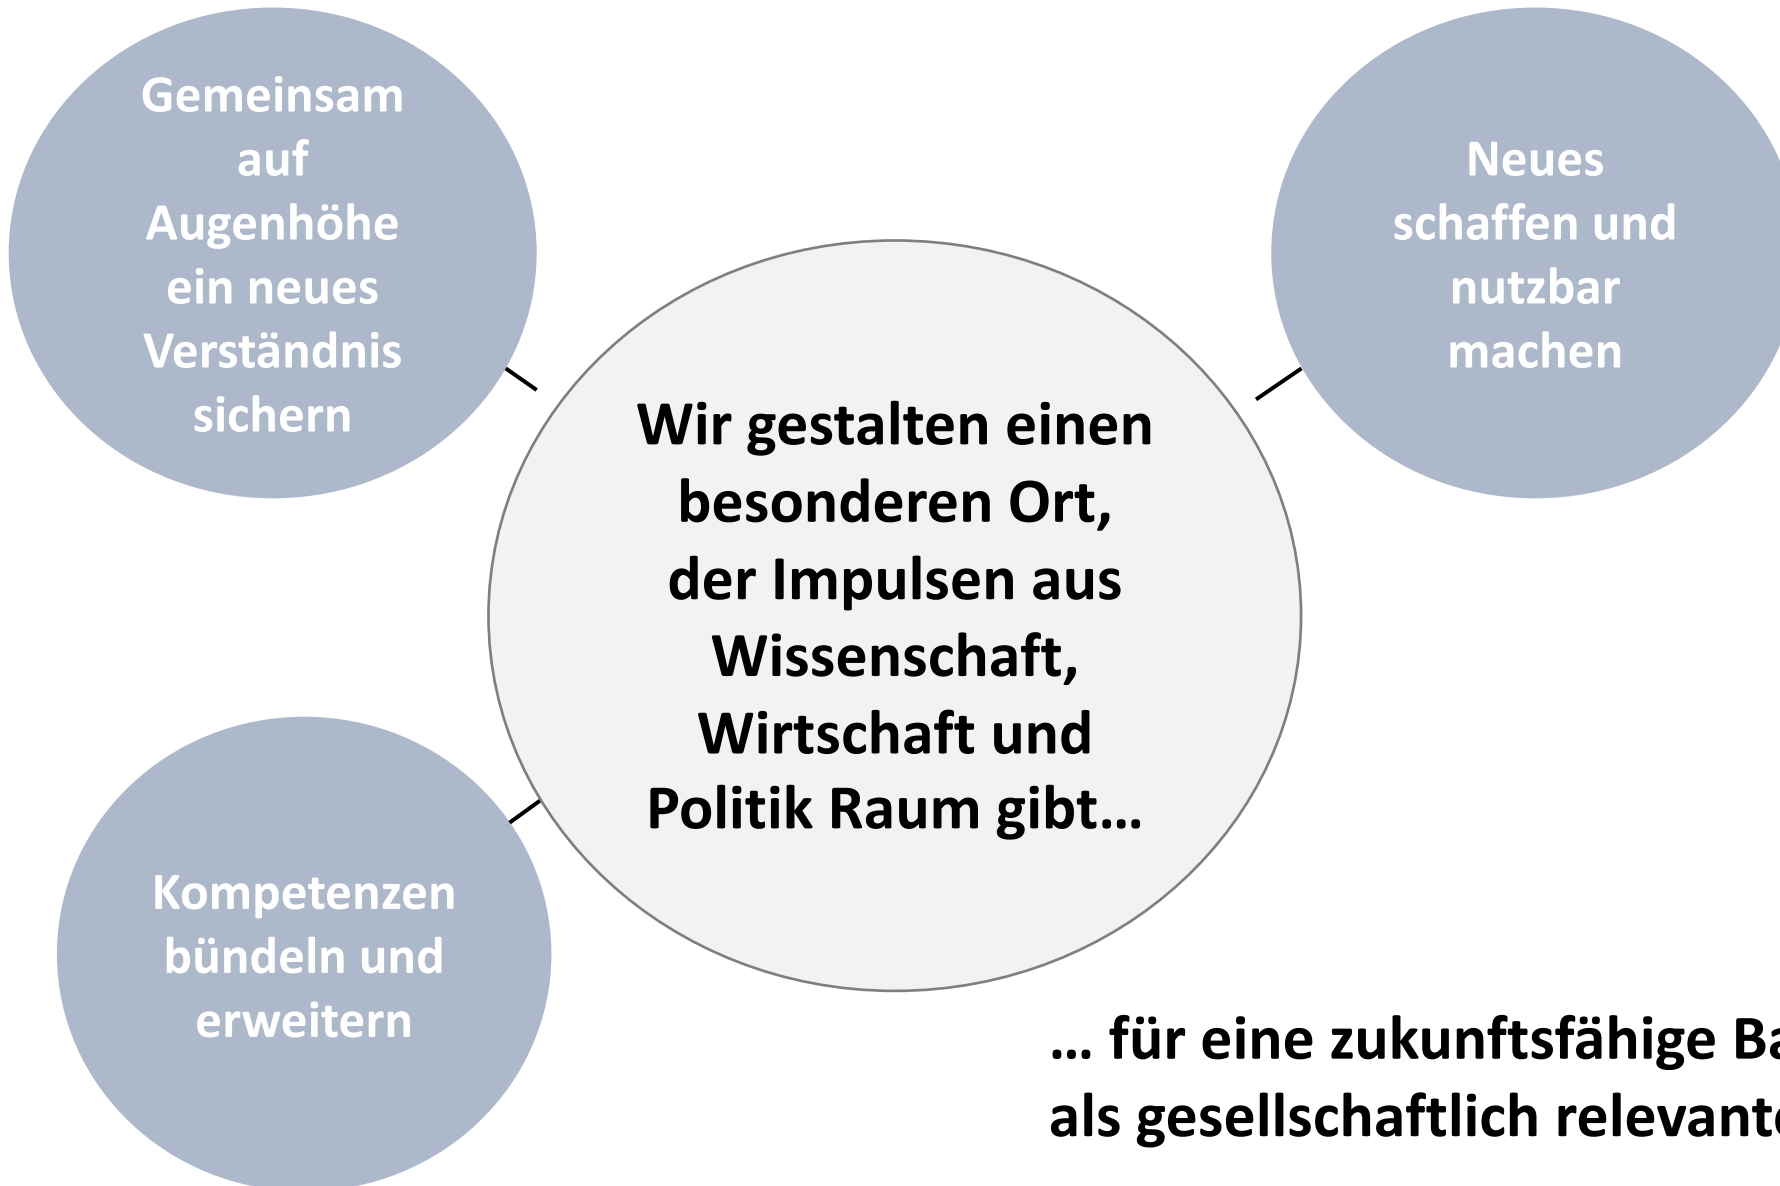 Gemeinsam
auf
Augenhöhe
ein neues
Verständnis
sichern
Neues
schaffen und
nutzbar
machen
Wir gestalten einen
besonderen Ort,
der Impulsen aus
Wissenschaft,
Wirtschaft und
Politik Raum gibt...
Kompetenzen
bündeln und
erweitern
... für eine zukunftsfähige
als gesellschaftlich